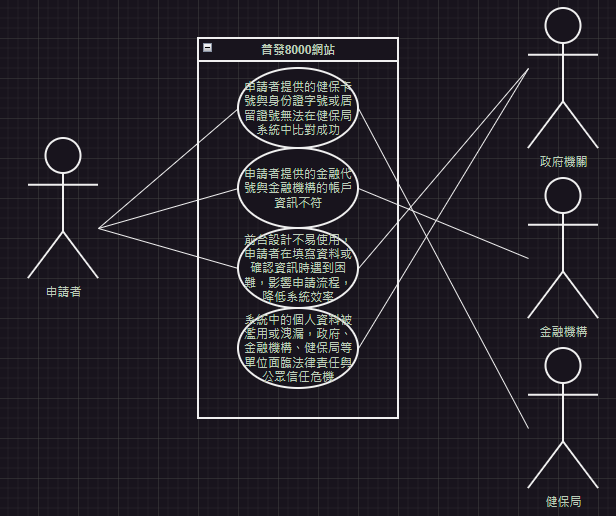 普發8000網站
申請者提供的健保卡
號與身份證字號或居
留證號無法在健保局
系統中比對成功
申請者提供的金融代
號與金融機構的帳戶
資訊不符
前台設計不易使用，
申請者在填寫資料或
確認資訊時遇到困
難，影響申請流程，
降低系統效率
系統中的個人資料被
濫用或洩漏，政府、
金融機構、健保局等
單位面臨法律責任與
公眾信任危機
申請者
政府機關
金融機構
健保局